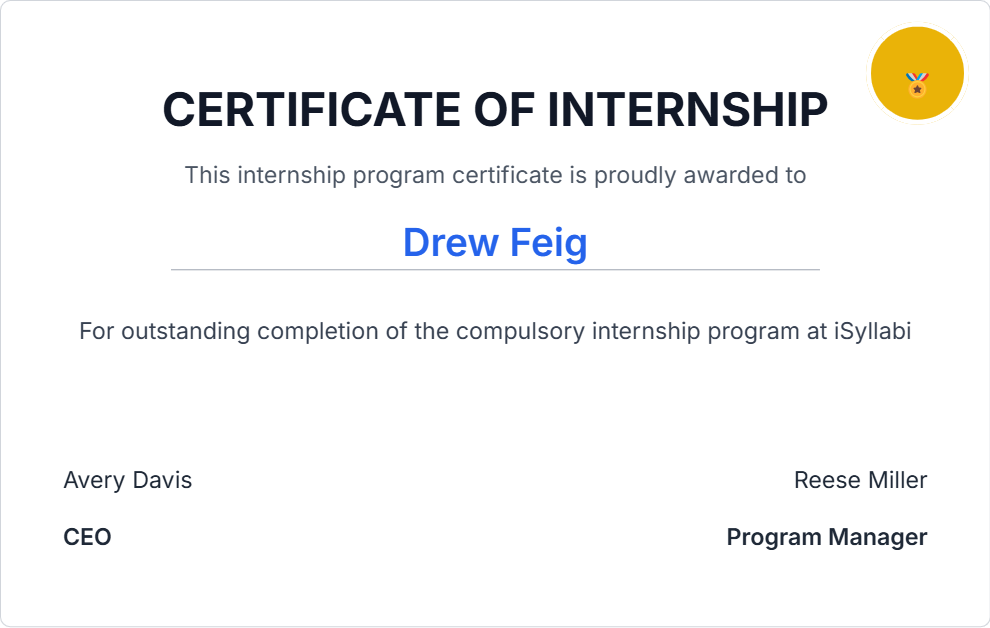 CERTIFICATE OF INTERNSHIP
This internship program certificate is proudly awarded to
Drew Feig
For outstanding completion of the compulsory internship program at iSyllabi
Avery Davis
Reese Miller
CEO
Program Manager